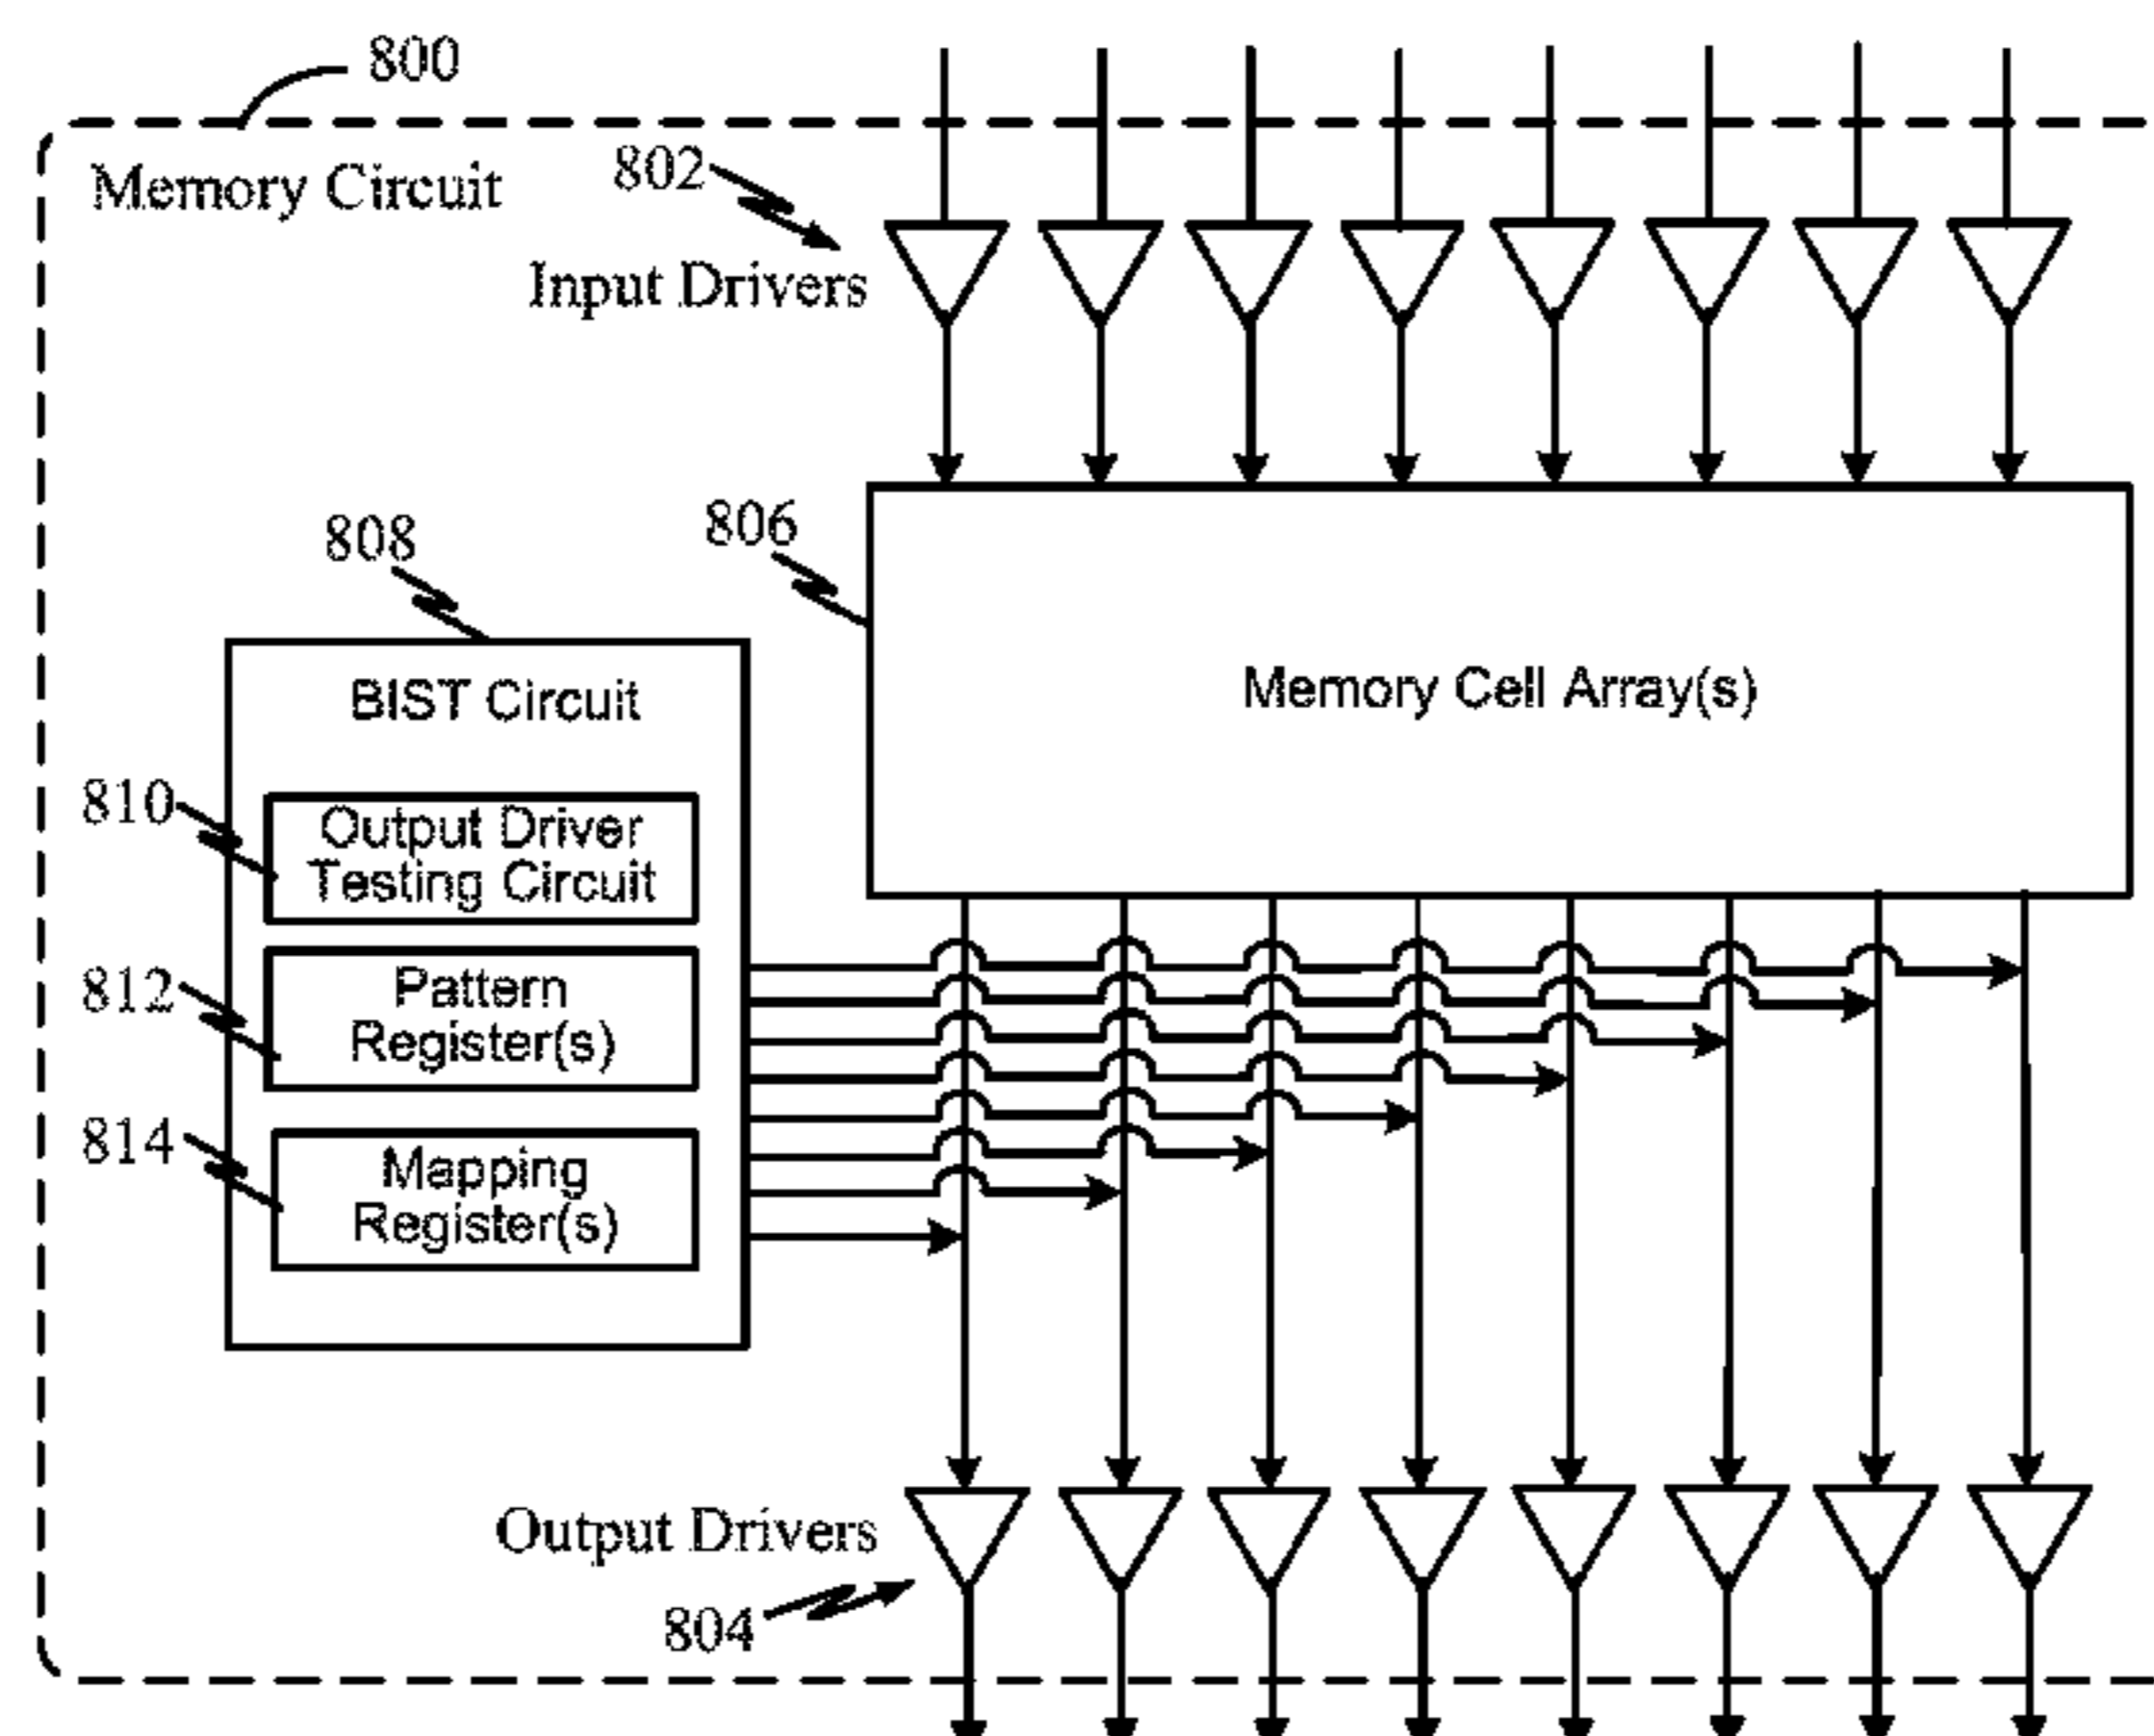 800
Memory Circuit
802
Input Drivers
806
808
Memory Cell Array(s)
BIST Circuit
810
Output Driver
Testing Circuit
812
Pattern
Register(s)
814
Mapping
Register(s)
Output Drivers
804